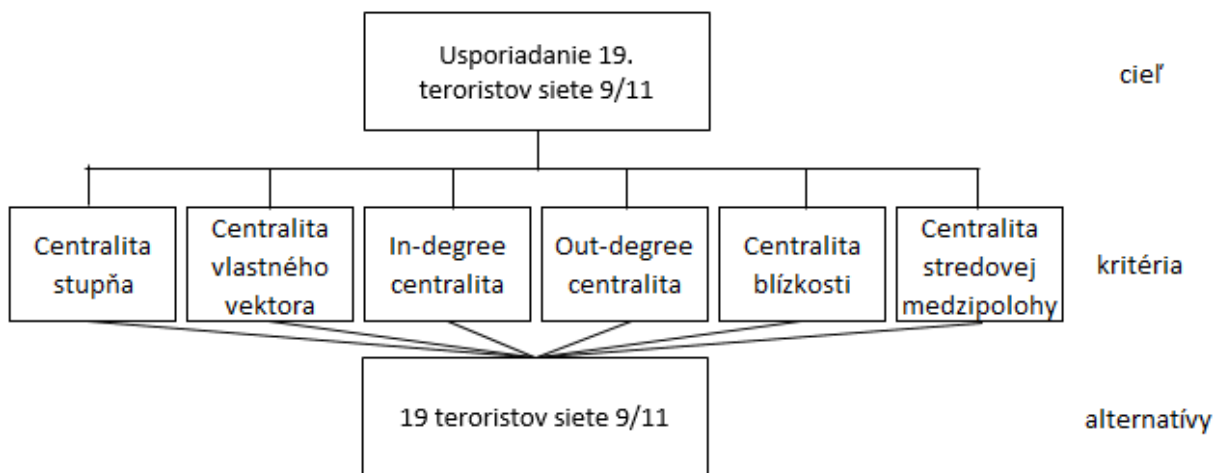 Usporiadanie 19.
teroristov siete 9/11
cieľ
Centralita
stupňa
Centralita
vlastného
vektora
In-degree
centralita
Out-degree
centralita
Centralita
blízkosti
Centralita
stredovej
medzipolohy
kritéria
19 teroristov siete 9/11
alternatívy